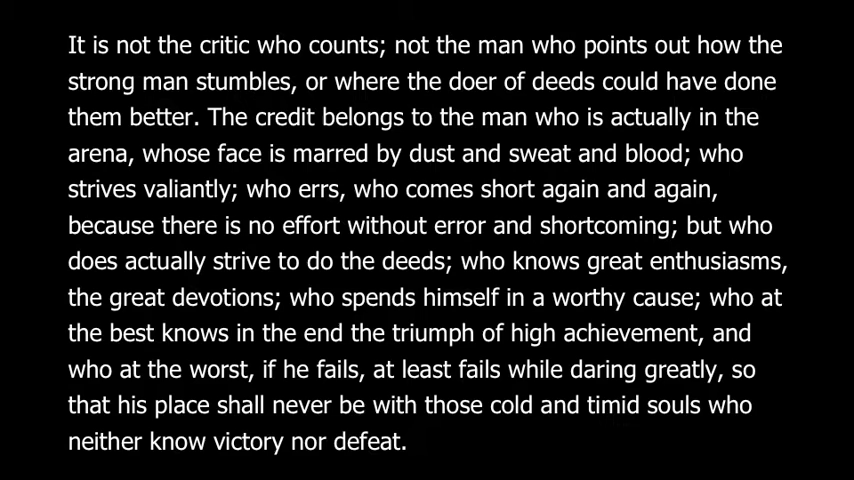 It is not the critic who counts; not the man who points out how the
strong man stumbles, or where the doer of deeds could have done
them better. The credit belongs to the man who is actually in the
arena, whose face is marred by dust and sweat and blood; who
strives valiantly; who errs, who comes short again and again,
because there is no effort without error and shortcoming; but who
does actually strive to do the deeds; who knows great enthusiasms,
the great devotions; who spends himself in a worthy cause; who at
the best knows in the end the triumph of high achievement, and
who at the worst, if he fails, at least fails while daring greatly, so
that his place shall never be with those cold and timid souls who
neither know victory nor defeat.